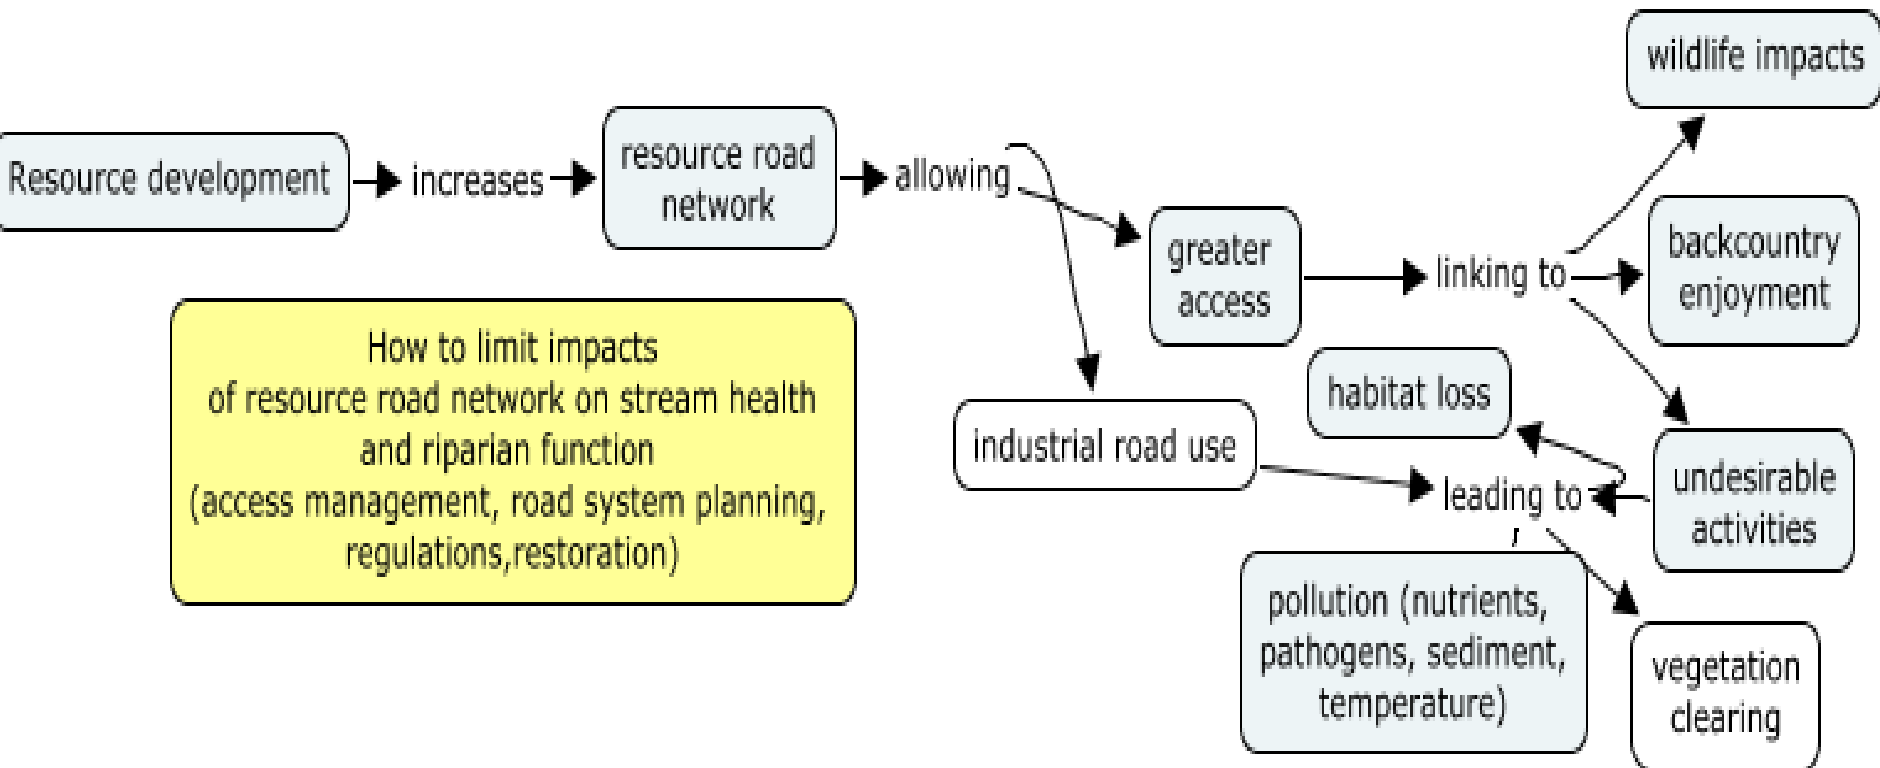 Resource development
increases
resource road
network
allowing
greater
access
linking to
wildlife impacts
backcountry
enjoyment
undesirable
activities
industrial road use
leading to
habitat loss
pollution (nutrients,
pathogens, sediment,
temperature)
vegetation
clearing
How to limit impacts
of resource road network on stream health
and riparian function
(access management, road system planning,
regulations,restoration)